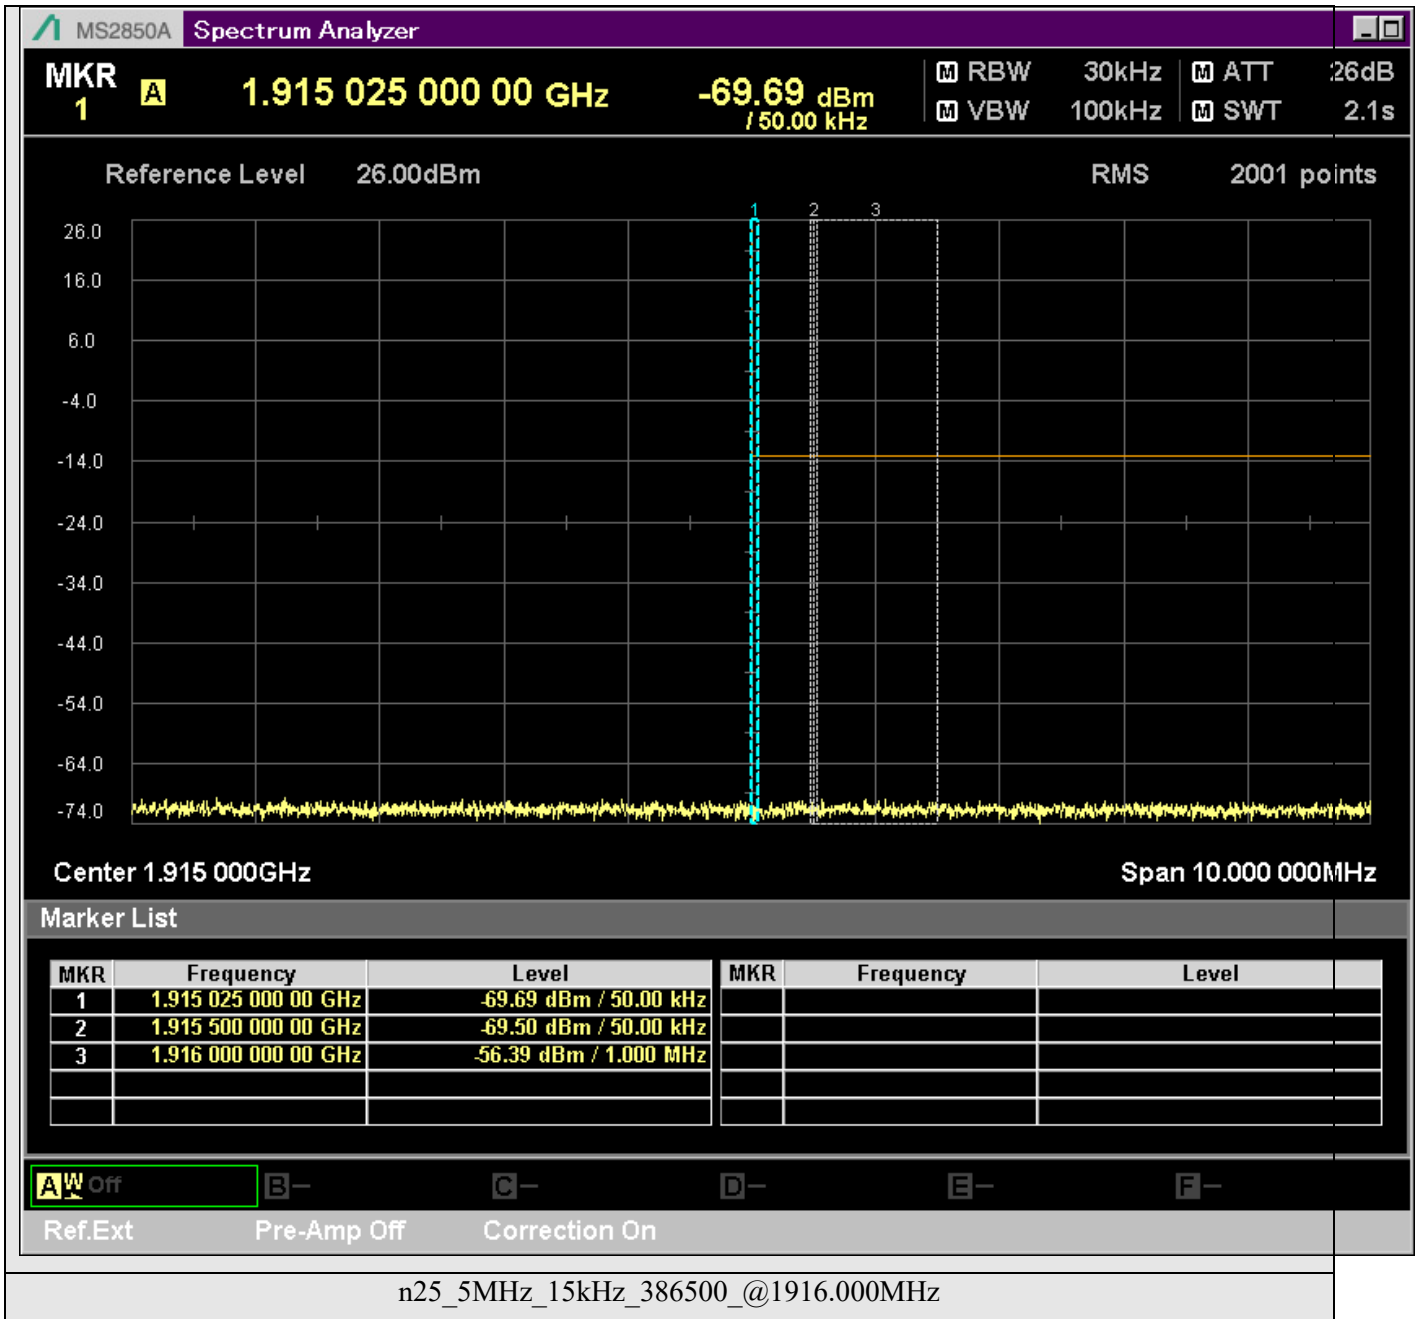 MS2850A Spectrum Analyzer
MKR 1 A 1.915 025 000 00 GHz -69.69 dBm / 50.00 kHz
M RBW 30kHz M ATT 26dB
M VBW 100kHz M SWT 2.1s
Reference Level 26.00dBm RMS 2001 points
1 2 3
26.0
16.0
6.0
-4.0
-14.0
-24.0
-34.0
-44.0
-54.0
-64.0
-74.0
Center 1.915 000GHz Span 10.000 000MHz
Marker List
MKR Frequency Level MKR Frequency Level
1 1.915 025 000 00 GHz -69.69 dBm / 50.00 kHz
2 1.915 500 000 00 GHz -69.50 dBm / 50.00 kHz
3 1.916 000 000 00 GHz -56.39 dBm / 1.000 MHz
A W Off B - C - D - E - F -
Ref.Ext Pre-Amp Off Correction On
n25_5MHz_15kHz_386500_@1916.000MHz